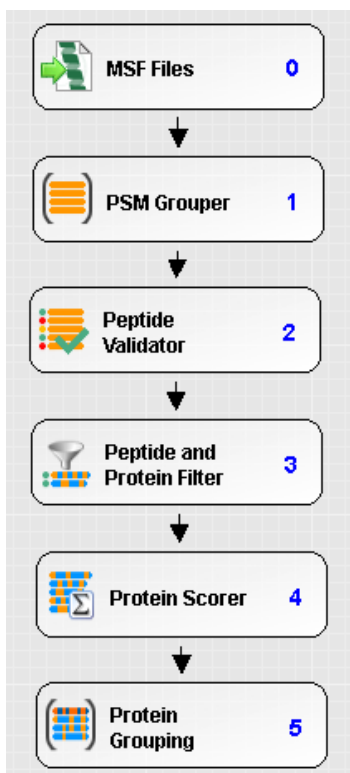 MSF Files 0
PSM Grouper 1
Peptide
Validator 2
Peptide and
Protein Filter 3
Protein Scorer 4
Protein
Grouping 5